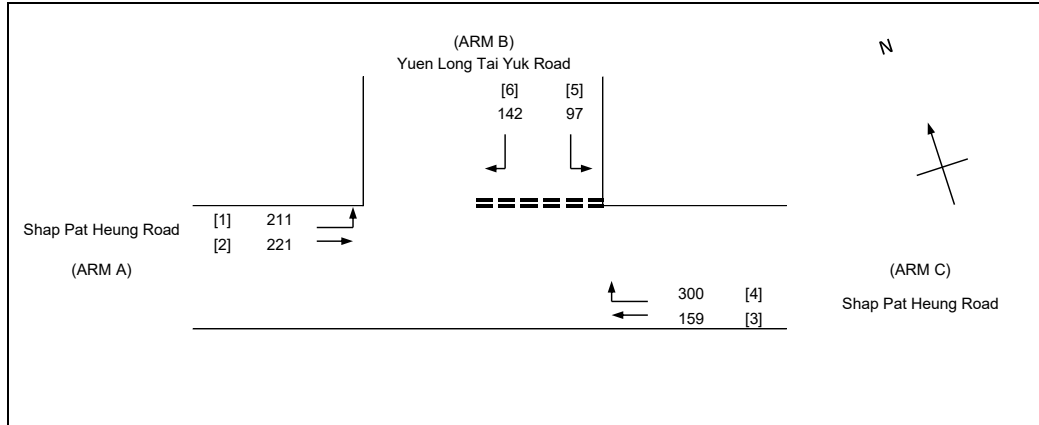 (ARM B)
Yuen Long Tai Yuk Road
N
[6] [5]
142 97
Shap Pat Heung Road
[1] 211
[2] 221
(ARM A)
(ARM C)
300 [4]
Shap Pat Heung Road
159 [3]